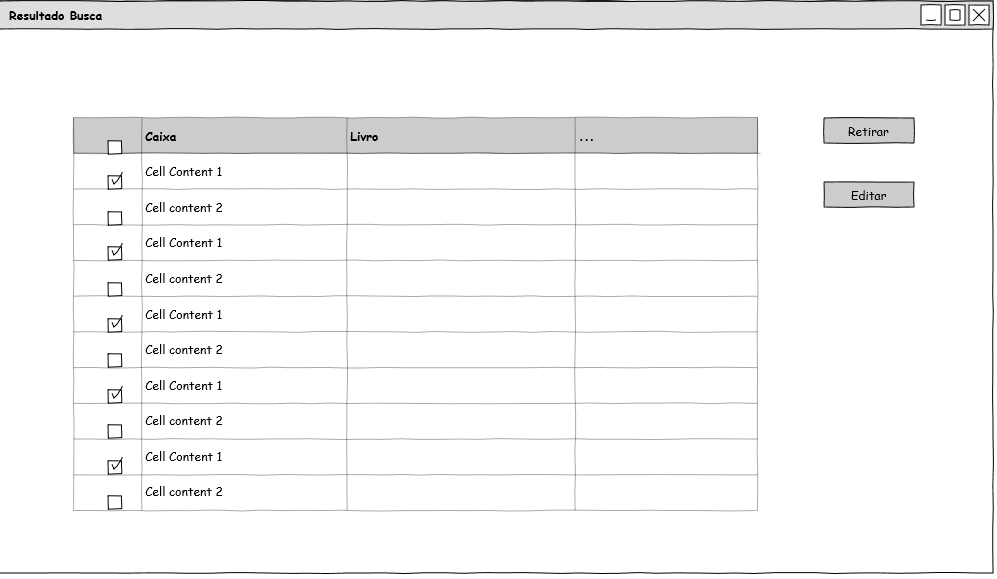 Resultado Busca
Caixa Livro ...
Retirar
Cell Content 1
Editar
Cell content 2
Cell Content 1
Cell content 2
Cell Content 1
Cell content 2
Cell Content 1
Cell content 2
Cell Content 1
Cell content 2